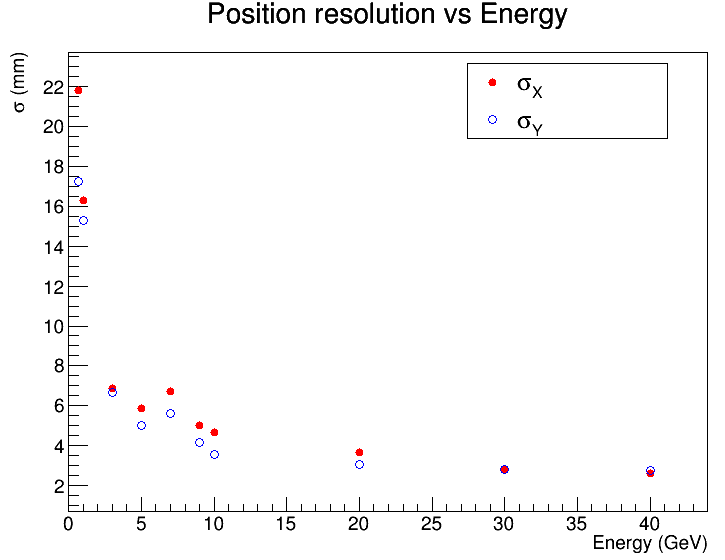 Position resolution vs Energy
σ (mm)
σX
σY
22
20
18
16
14
12
10
8
6
4
2
0 5 10 15 20 25 30 35 40
Energy (GeV)